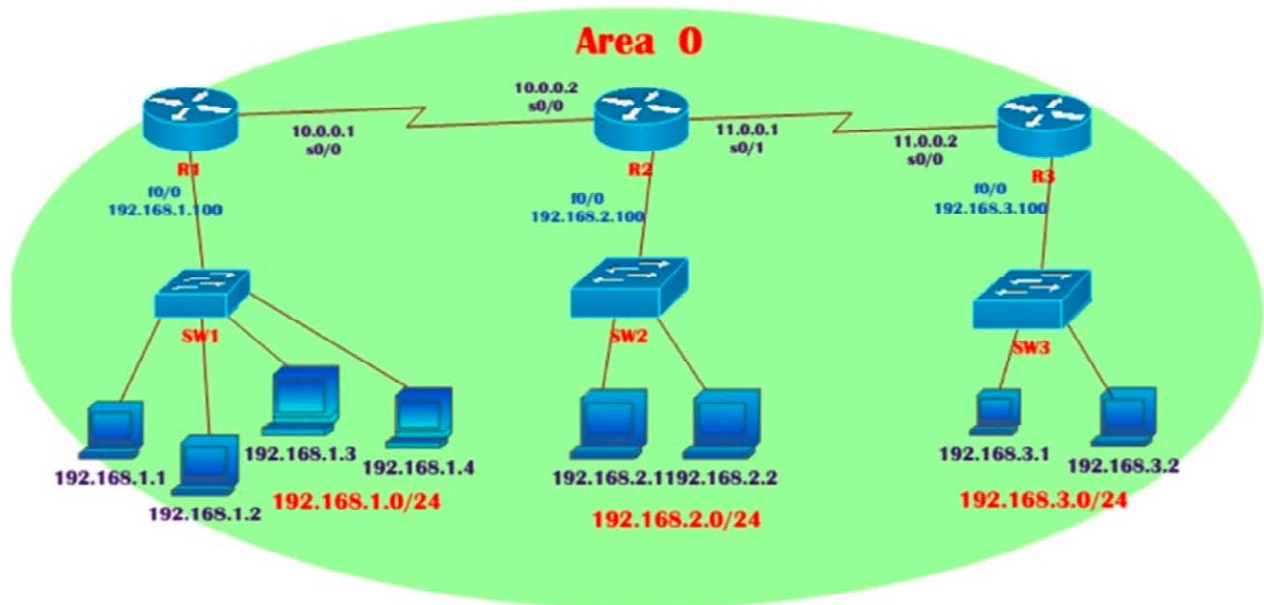 Area 0
10.0.0.2
s0/0
10.0.0.1
s0/0
11.0.0.1
s0/1
11.0.0.2
s0/0
R1
R2
R3
f0/0
192.168.1.100
f0/0
192.168.2.100
f0/0
192.168.3.100
SW1
SW2
SW3
192.168.1.1
192.168.1.2
192.168.1.3
192.168.1.4
192.168.1.0/24
192.168.2.1
192.168.2.2
192.168.2.0/24
192.168.3.1
192.168.3.2
192.168.3.0/24